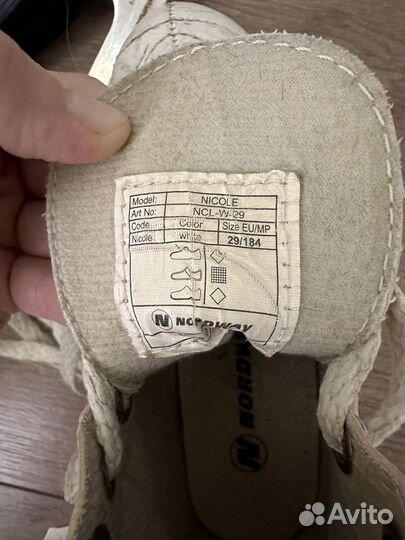 Model: NICOLE
Art No: NCL-W-29
Code: Color Size EU/MP
Nicole white 29/184
NORDWAY
NORDWAY
Avito